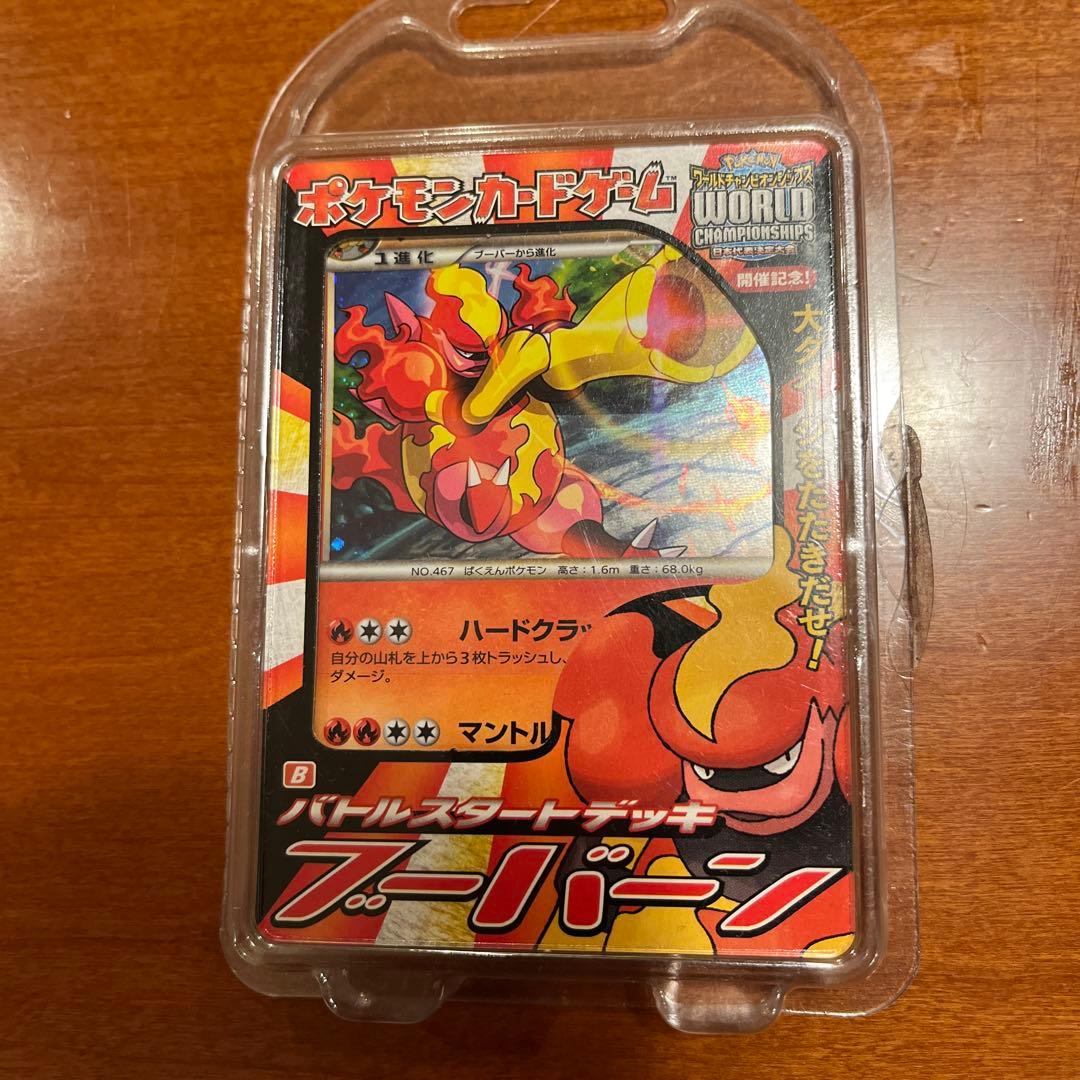 ポケモンカードゲーム™
POKéMON
ワールドチャンピオンシップス
WORLD
CHAMPIONSHIPS
日本代表決定大会
開催記念!
大ダメージをたたきだせ!
1進化
ブーバーから進化
NO.467 ばくえんポケモン 高さ:1.6m 重さ:68.0kg
ハードクラッ
自分の山札を上から3枚トラッシュし、
ダメージ。
マントル
B
バトルスタートデッキ
ブーバーン